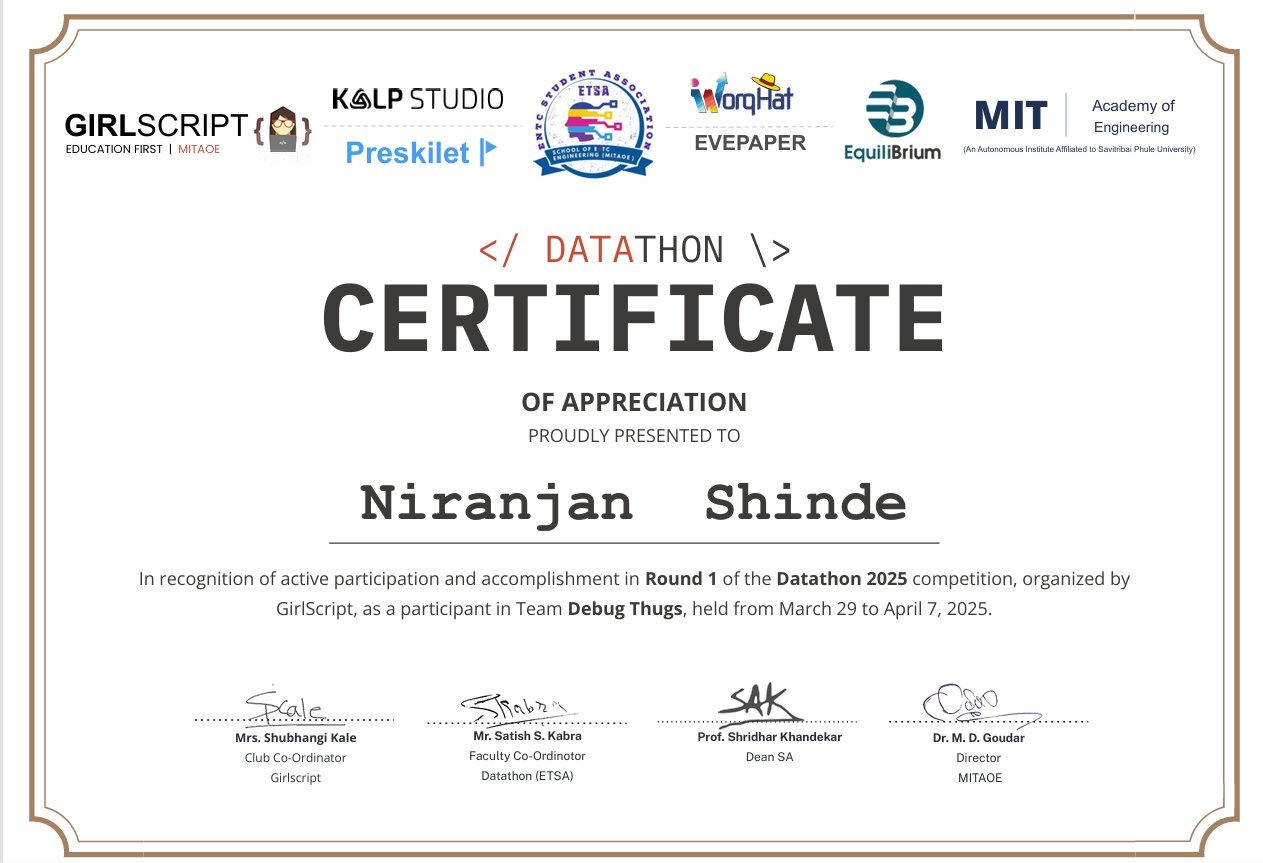 GIRLSCRIPT
EDUCATION FIRST | MITAOE
KALP STUDIO
Preskilet
ENTC STUDENT ASSOCIATION
ETSA
SCHOOL OF E&TC
ENGINEERING (MITAOE)
WorqHat
EVEPAPER
EquiliBrium
MIT
Academy of
Engineering
(An Autonomous Institute Affiliated to Savitribai Phule University)
</ DATATHON \>
CERTIFICATE
OF APPRECIATION
PROUDLY PRESENTED TO
Niranjan Shinde
In recognition of active participation and accomplishment in Round 1 of the Datathon 2025 competition, organized by
GirlScript, as a participant in Team Debug Thugs, held from March 29 to April 7, 2025.
Mrs. Shubhangi Kale
Club Co-Ordinator
Girlscript
Mr. Satish S. Kabra
Faculty Co-Ordinotor
Datathon (ETSA)
SAK
Prof. Shridhar Khandekar
Dean SA
Dr. M. D. Goudar
Director
MITAOE